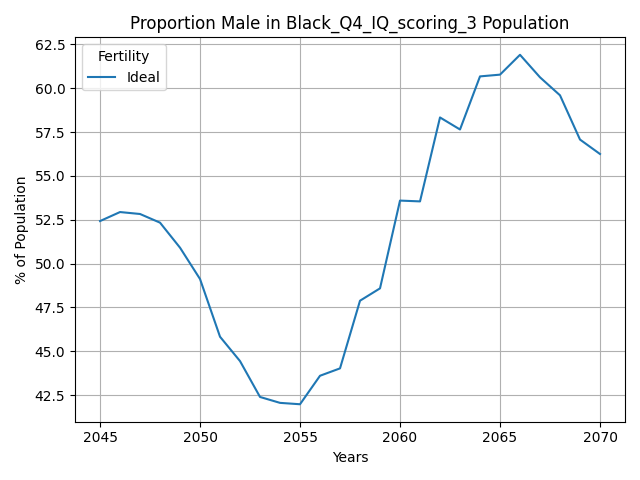 Proportion Male in Black_Q4_IQ_scoring_3 Population
62.5
60.0
57.5
55.0
52.5
50.0
47.5
45.0
42.5
% of Population
Fertility
Ideal
2045 2050 2055 2060 2065 2070
Years